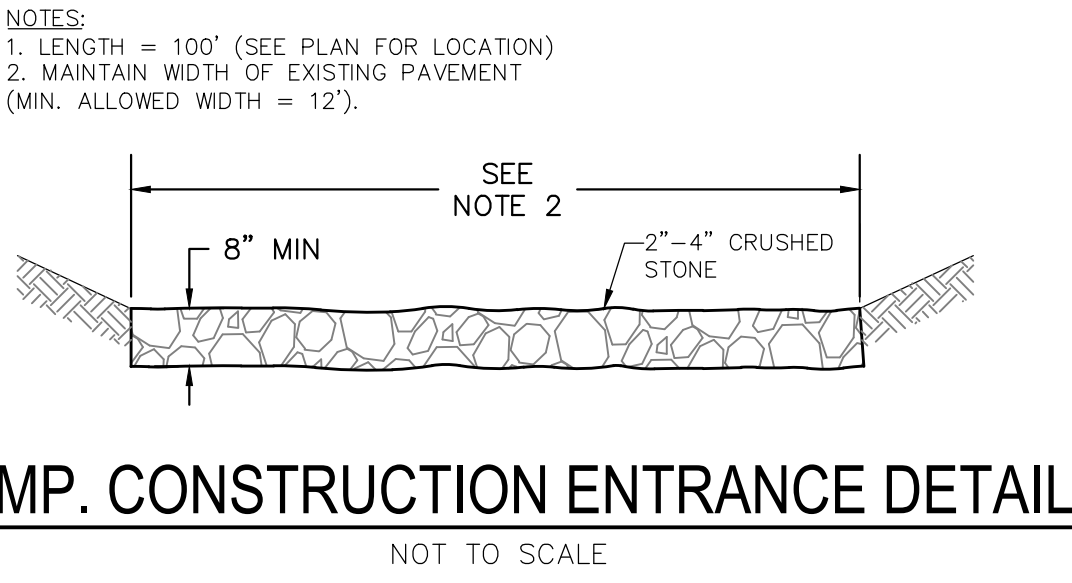 NOTES:
1. LENGTH = 100' (SEE PLAN FOR LOCATION)
2. MAINTAIN WIDTH OF EXISTING PAVEMENT
(MIN. ALLOWED WIDTH = 12').
SEE
NOTE 2
8" MIN
2"-4" CRUSHED
STONE
MP. CONSTRUCTION ENTRANCE DETAIL
NOT TO SCALE